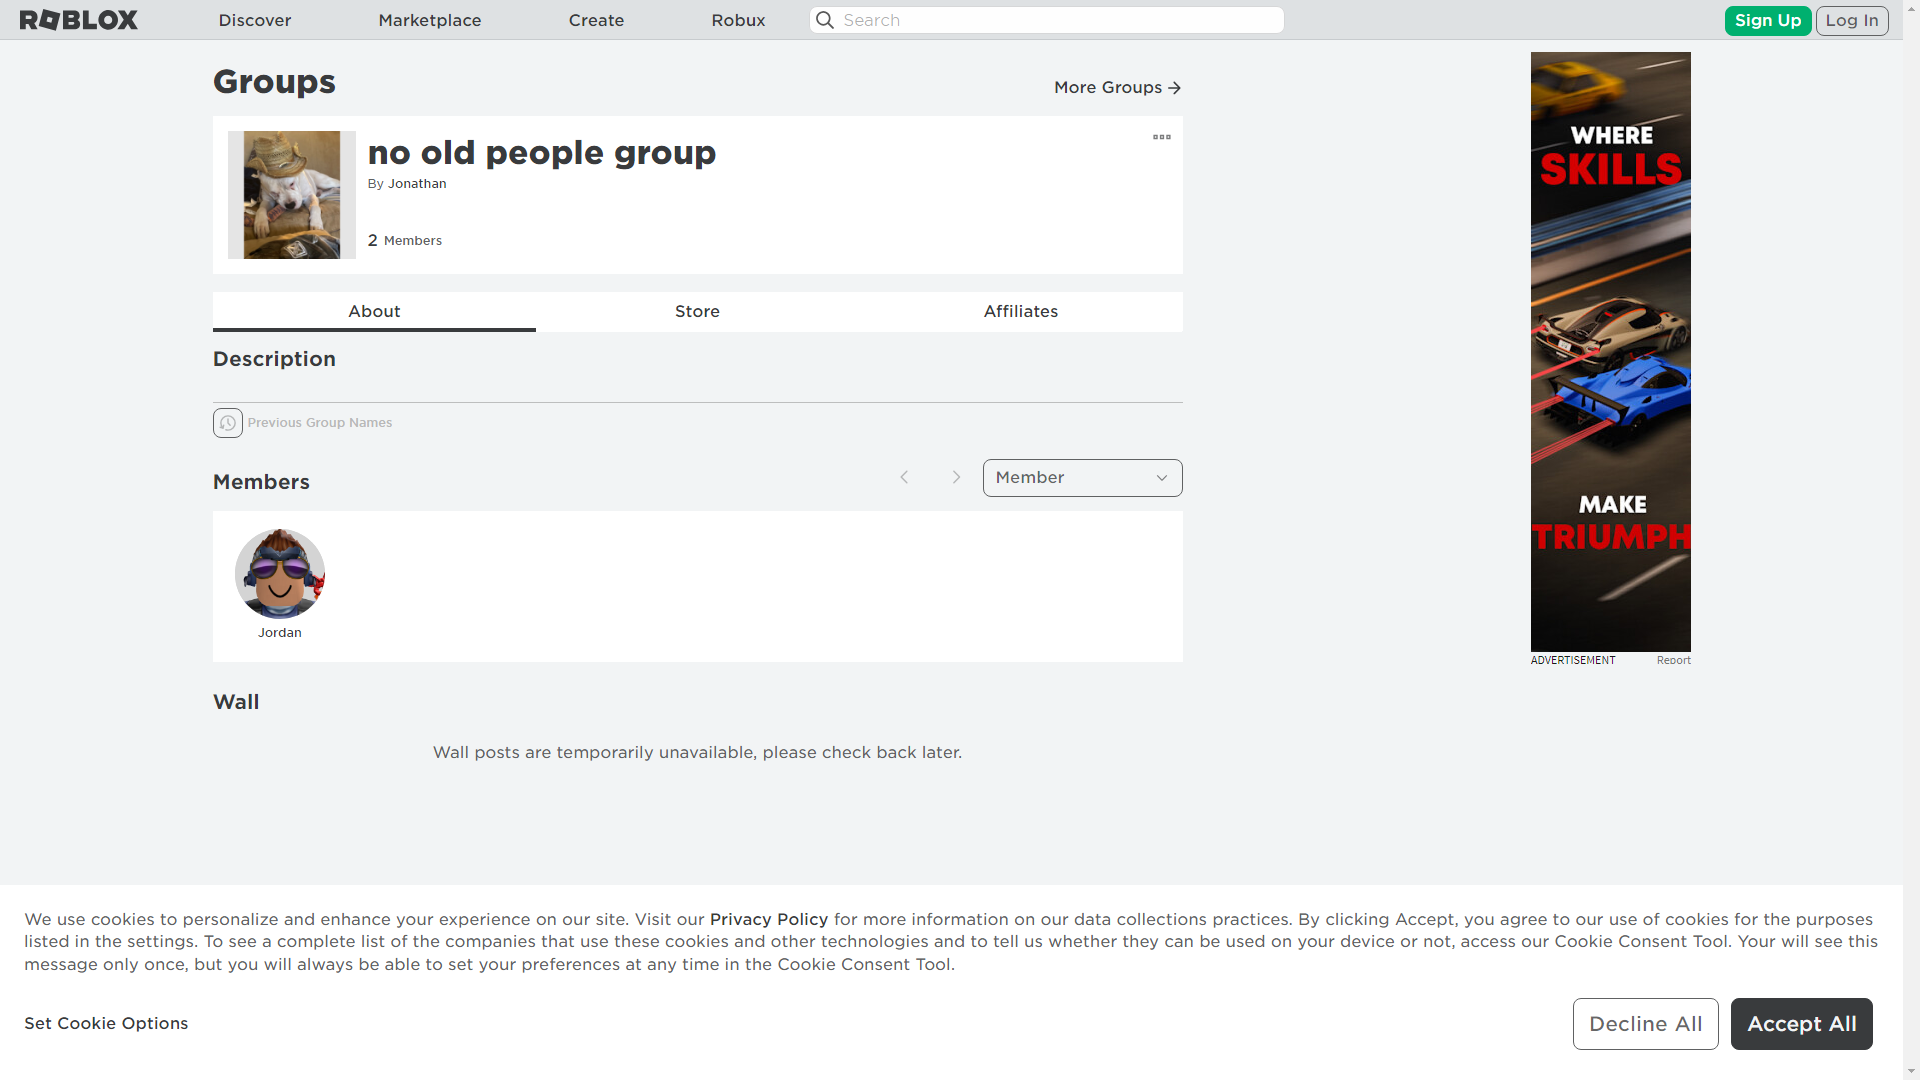 ROBLOX
Discover
Marketplace
Create
Robux
Search
Sign Up
Log In
Groups
More Groups
no old people group
By Jonathan
2 Members
About
Store
Affiliates
Description
Previous Group Names
Members
Member
Jordan
Wall
Wall posts are temporarily unavailable, please check back later.
WHERE
SKILLS
MAKE
TRIUMPH
ADVERTISEMENT
Report
We use cookies to personalize and enhance your experience on our site. Visit our Privacy Policy for more information on our data collections practices. By clicking Accept, you agree to our use of cookies for the purposes
listed in the settings. To see a complete list of the companies that use these cookies and other technologies and to tell us whether they can be used on your device or not, access our Cookie Consent Tool. Your will see this
message only once, but you will always be able to set your preferences at any time in the Cookie Consent Tool.
Set Cookie Options
Decline All
Accept All